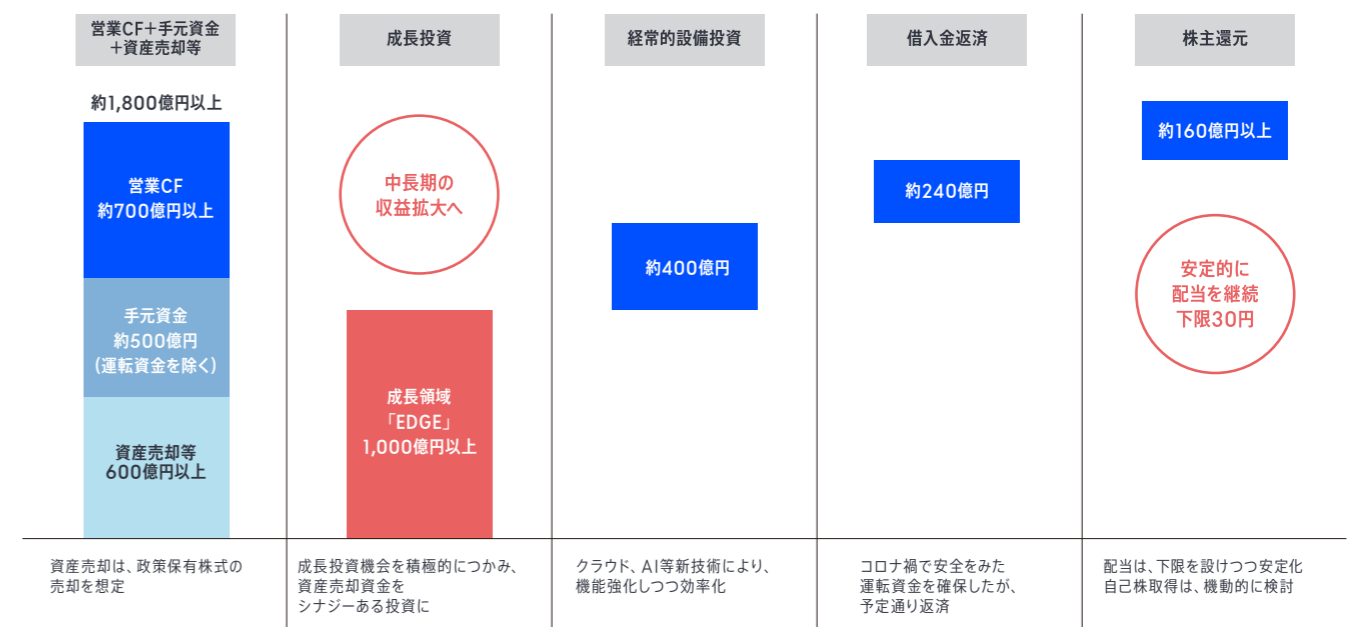 営業CF＋手元資金
＋資産売却等
約1,800億円以上
営業CF
約700億円以上
手元資金
約500億円
(運転資金を除く)
資産売却等
600億円以上
資産売却は、政策保有株式の
売却を想定
成長投資
中長期の
収益拡大へ
成長領域
「EDGE」
1,000億円以上
成長投資機会を積極的につかみ、
資産売却資金を
シナジーある投資に
経常的設備投資
約400億円
クラウド、AI等新技術により、
機能強化しつつ効率化
借入金返済
約240億円
コロナ禍で安全をみた
運転資金を確保したが、
予定通り返済
株主還元
約160億円以上
安定的に
配当を継続
下限30円
配当は、下限を設けつつ安定化
自己株取得は、機動的に検討